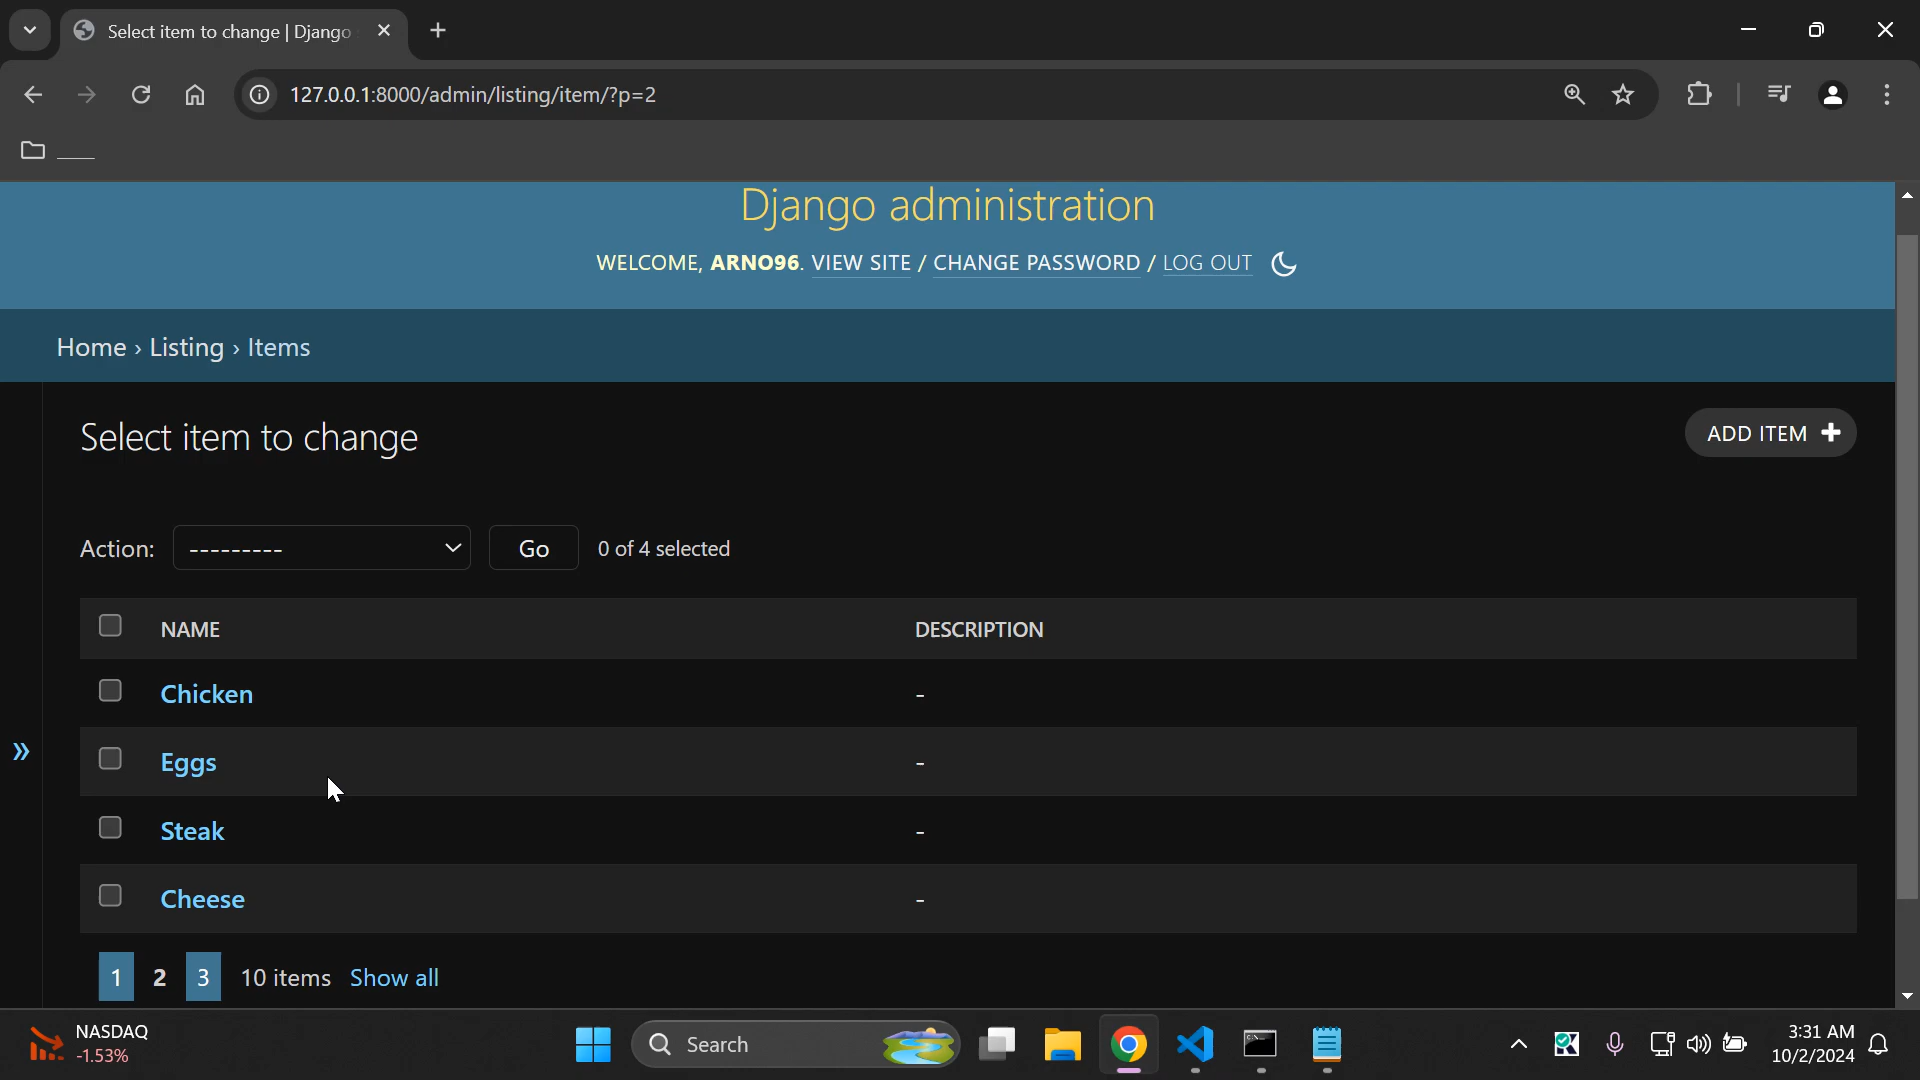 Select item to change | Django
127.0.0.1:8000/admin/listing/item/?p=2
____
Django administration
WELCOME, ARNO96. VIEW SITE / CHANGE PASSWORD / LOG OUT
Home › Listing › Items
Select item to change
ADD ITEM +
Action: --------- Go 0 of 4 selected
NAME DESCRIPTION
Chicken -
Eggs -
Steak -
Cheese -
1 2 3 10 items Show all
»
NASDAQ
-1.53%
Search
3:31 AM
10/2/2024